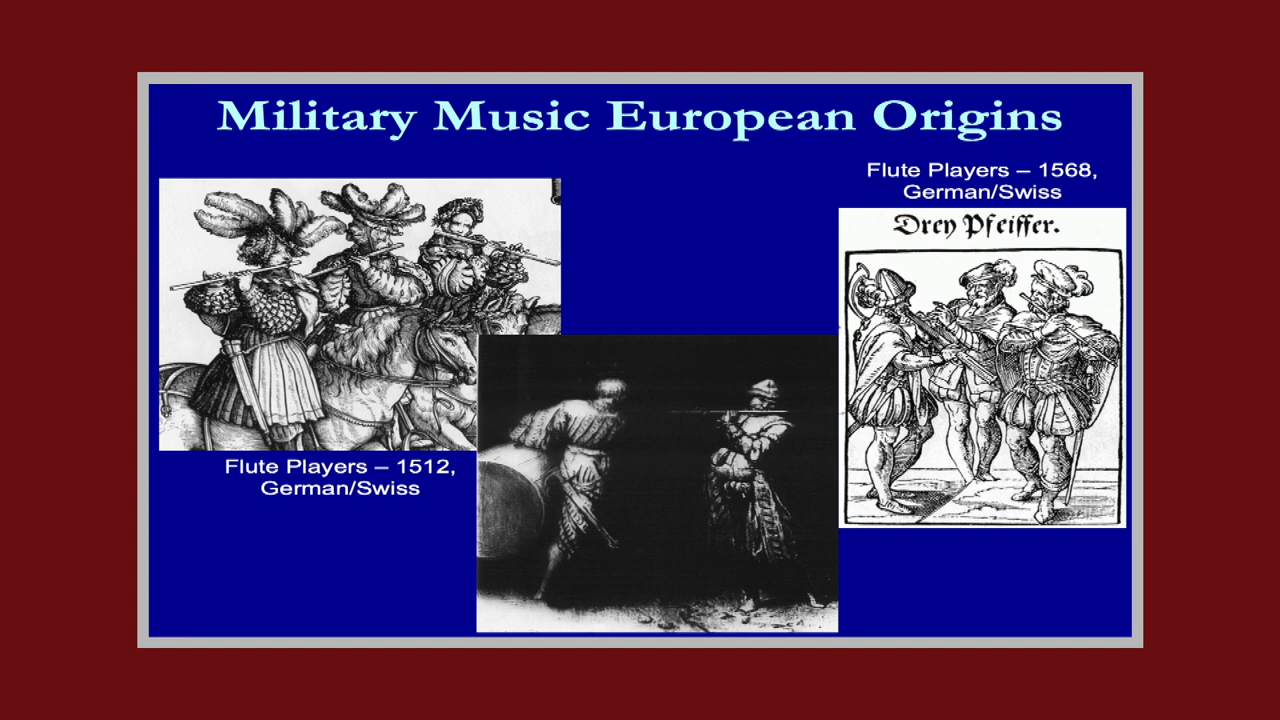 Military Music European Origins
Flute Players – 1568,
German/Swiss
Drey Pfeiffer.
Flute Players – 1512,
German/Swiss